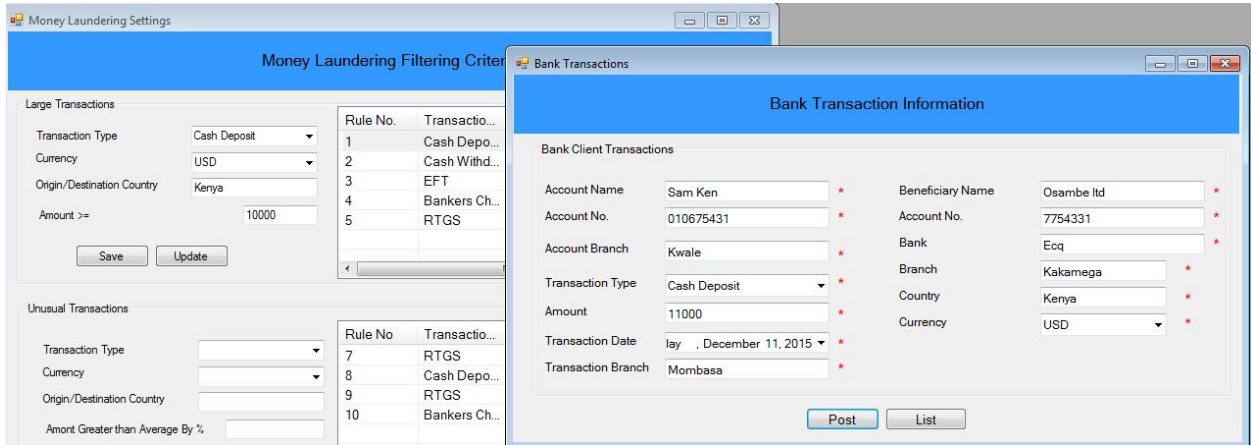 Money Laundering Settings
Money Laundering Filtering Criter
Large Transactions
Transaction Type Cash Deposit
Currency USD
Origin/Destination Country Kenya
Amount >= 10000
Save Update
Rule No. Transactio...
1 Cash Depo...
2 Cash Withd...
3 EFT
4 Bankers Ch...
5 RTGS
Unusual Transactions
Transaction Type
Currency
Origin/Destination Country
Amont Greater than Average By %
Rule No Transactio...
7 RTGS
8 Cash Depo...
9 RTGS
10 Bankers Ch...
Bank Transactions
Bank Transaction Information
Bank Client Transactions
Account Name Sam Ken *
Account No. 010675431 *
Account Branch Kwale *
Transaction Type Cash Deposit *
Amount 11000 *
Transaction Date lay , December 11, 2015 *
Transaction Branch Mombasa *
Beneficiary Name Osambe ltd *
Account No. 7754331 *
Bank Ecq *
Branch Kakamega *
Country Kenya *
Currency USD *
Post List